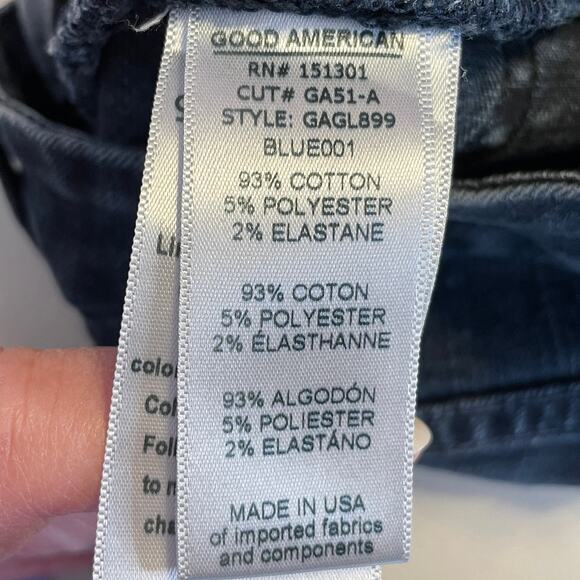 GOOD AMERICAN
RN# 151301
CUT# GA51-A
STYLE: GAGL899
BLUE001
93% COTTON
5% POLYESTER
2% ELASTANE
93% COTON
5% POLYESTER
2% ÉLASTHANNE
93% ALGODÓN
5% POLIESTER
2% ELASTÁNO
MADE IN USA
of imported fabrics
and components